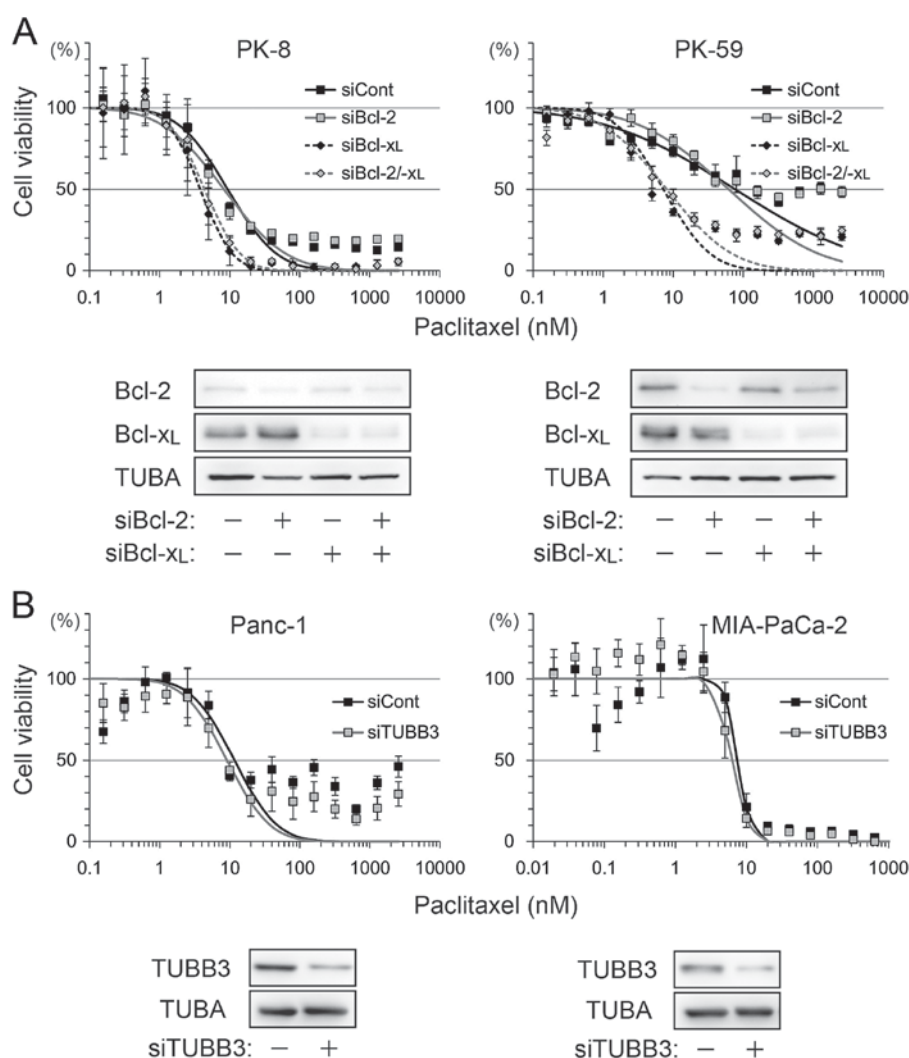 A
(%)
PK-8
100
50
0
siCont
siBcl-2
siBcl-xL
siBcl-2/-xL
Cell viability
0.1 1 10 100 1000 10000
(%)
PK-59
100
50
0
siCont
siBcl-2
siBcl-xL
siBcl-2/-xL
0.1 1 10 100 1000 10000
Paclitaxel (nM)
Bcl-2
Bcl-xL
TUBA
siBcl-2: − + − +
siBcl-xL: − − + +
Bcl-2
Bcl-xL
TUBA
siBcl-2: − + − +
siBcl-xL: − − + +
B
(%)
Panc-1
100
50
0
siCont
siTUBB3
Cell viability
0.1 1 10 100 1000 10000
(%)
MIA-PaCa-2
100
50
0
siCont
siTUBB3
0.01 0.1 1 10 100 1000
Paclitaxel (nM)
TUBB3
TUBA
siTUBB3: − +
TUBB3
TUBA
siTUBB3: − +